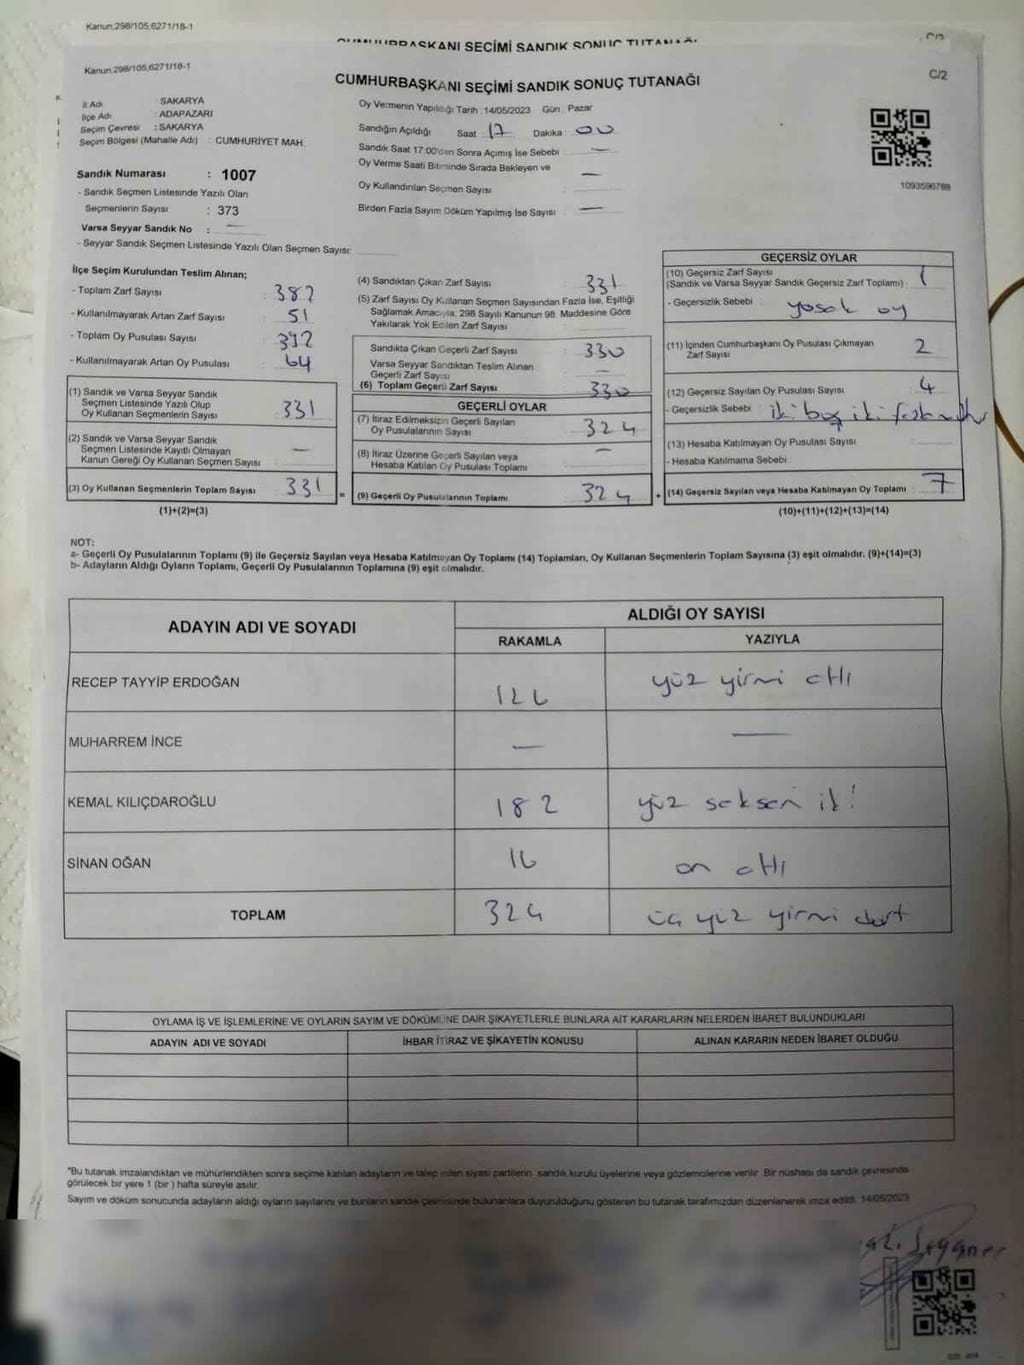 Kanun;298/105,6271/18-1
CUMHURBAŞKANI SEÇİMİ SANDIK SONUÇ TUTANAĞI
C/2
Kanun;298/105,6271/18-1
CUMHURBAŞKANI SEÇİMİ SANDIK SONUÇ TUTANAĞI
C/2
İl Adı : SAKARYA
İlçe Adı : ADAPAZARI
Seçim Çevresi : SAKARYA
Seçim Bölgesi (Mahalle Adı) : CUMHURİYET MAH.
Sandık Numarası : 1007
- Sandık Seçmen Listesinde Yazılı Olan
Seçmenlerin Sayısı : 373
Varsa Seyyar Sandık No : —
- Seyyar Sandık Seçmen Listesinde Yazılı Olan Seçmen Sayısı:
Oy Vermenin Yapıldığı Tarih :14/05/2023 Gün : Pazar
Sandığın Açıldığı Saat : 17 Dakika : 00
Sandık Saat 17:00'den Sonra Açımış İse Sebebi : —
Oy Verme Saati Bitiminde Sırada Bekleyen ve
Oy Kullandırılan Seçmen Sayısı : —
Birden Fazla Sayım Döküm Yapılmış İse Sayısı : —
1093596788
İlçe Seçim Kurulundan Teslim Alınan;
- Toplam Zarf Sayısı : 382
- Kullanılmayarak Artan Zarf Sayısı : 51
- Toplam Oy Pusulası Sayısı : 392
- Kullanılmayarak Artan Oy Pusulası : 64
(1) Sandık ve Varsa Seyyar Sandık
Seçmen Listesinde Yazılı Olup
Oy Kullanan Seçmenlerin Sayısı : 331
(2) Sandık ve Varsa Seyyar Sandık
Seçmen Listesinde Kayıtlı Olmayan
Kanun Gereği Oy Kullanan Seçmen Sayısı : —
(3) Oy Kullanan Seçmenlerin Toplam Sayısı : 331 =
(1)+(2)=(3)
(4) Sandıktan Çıkan Zarf Sayısı : 331
(5) Zarf Sayısı Oy Kullanan Seçmen Sayısından Fazla İse, Eşitliği
Sağlamak Amacıyla; 298 Sayılı Kanunun 98. Maddesine Göre
Yakılarak Yok Edilen Zarf Sayısı :
Sandıkta Çıkan Geçerli Zarf Sayısı : 330
Varsa Seyyar Sandıktan Teslim Alınan
Geçerli Zarf Sayısı : —
(6) Toplam Geçerli Zarf Sayısı : 330
GEÇERLİ OYLAR
(7) İtiraz Edilmeksizin Geçerli Sayılan
Oy Pusulalarının Sayısı : 324
(8) İtiraz Üzerine Geçerli Sayılan veya
Hesaba Katılan Oy Pusulası Toplamı : —
(9) Geçerli Oy Pusulalarının Toplamı : 324 +
GEÇERSİZ OYLAR
(10) Geçersiz Zarf Sayısı
(Sandık ve Varsa Seyyar Sandık Geçersiz Zarf Toplamı) : 1
- Geçersizlik Sebebi : yasak oy
(11) İçinden Cumhurbaşkanı Oy Pusulası Çıkmayan
Zarf Sayısı : 2
(12) Geçersiz Sayılan Oy Pusulası Sayısı : 4
- Geçersizlik Sebebi : iki boş iki
(13) Hesaba Katılmayan Oy Pusulası Sayısı :
- Hesaba Katılmama Sebebi :
(14) Geçersiz Sayılan veya Hesaba Katılmayan Oy Toplamı : 7
(10)+(11)+(12)+(13)=(14)
NOT:
a- Geçerli Oy Pusulalarının Toplamı (9) ile Geçersiz Sayılan veya Hesaba Katılmayan Oy Toplamı (14) Toplamları, Oy Kullanan Seçmenlerin Toplam Sayısına (3) eşit olmalıdır. (9)+(14)=(3)
b- Adayların Aldığı Oyların Toplamı, Geçerli Oy Pusulalarının Toplamına (9) eşit olmalıdır.
ADAYIN ADI VE SOYADI
ALDIĞI OY SAYISI
RAKAMLA
YAZIYLA
RECEP TAYYİP ERDOĞAN 126 yüz yirmi altı
MUHARREM İNCE — —
KEMAL KILIÇDAROĞLU 182 yüz seksen iki
SİNAN OĞAN 16 on altı
TOPLAM 324 üç yüz yirmi dört
OYLAMA İŞ VE İŞLEMLERİNE VE OYLARIN SAYIM VE DÖKÜMÜNE DAİR ŞİKAYETLERLE BUNLARA AİT KARARLARIN NELERDEN İBARET BULUNDUKLARI
ADAYIN ADI VE SOYADI
İHBAR İTİRAZ VE ŞİKAYETİN KONUSU
ALINAN KARARIN NEDEN İBARET OLDUĞU
"Bu tutanak imzalandıktan ve mühürlendikten sonra seçime katılan adayların ve talep eden siyasi partilerin sandık kurulu üyelerine veya gözlemcilerine verilir. Bir nüshası da sandık çevresinde
görülecek bir yere 1 (bir ) hafta süreyle asılır.
Sayım ve döküm sonucunda adayların aldığı oyların sayılarını ve bunların sandık çevresinde bulunanlara duyurulduğunu gösteren bu tutanak tarafımızdan düzenlenerek imza edildi. 14/05/2023